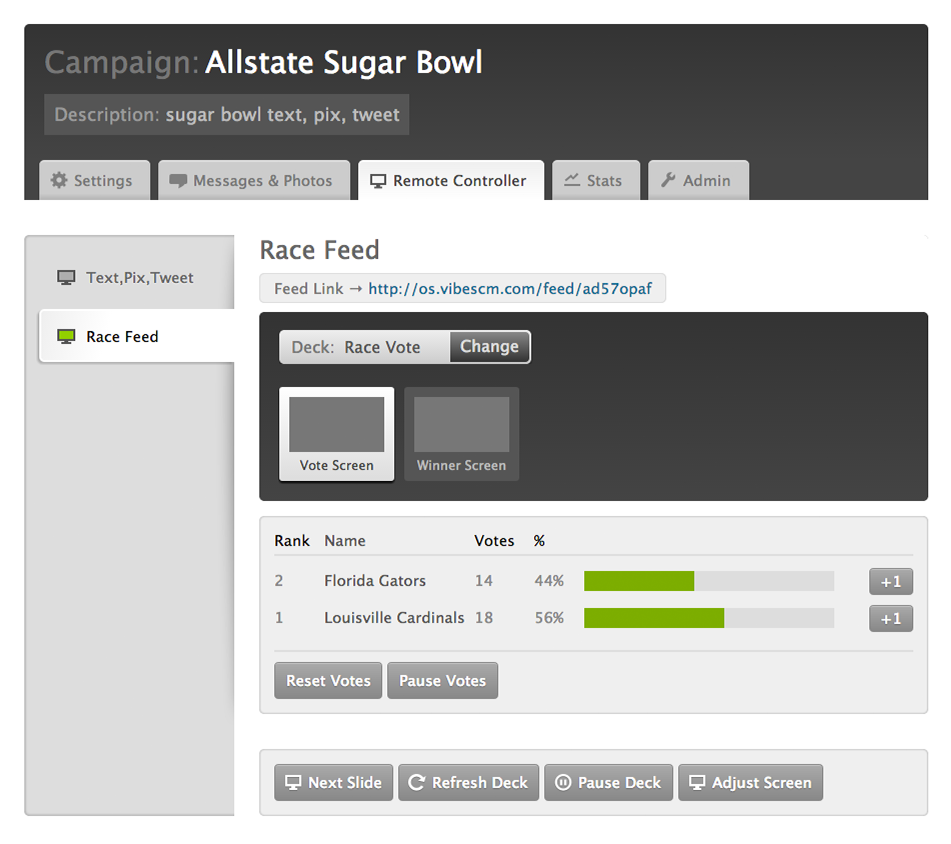 Campaign: Allstate Sugar Bowl
Description: sugar bowl text, pix, tweet
Settings Messages & Photos Remote Controller Stats Admin
Text,Pix,Tweet
Race Feed
Race Feed
Feed Link → http://os.vibescm.com/feed/ad57opaf
Deck: Race Vote Change
Vote Screen Winner Screen
Rank Name Votes %
2 Florida Gators 14 44% +1
1 Louisville Cardinals 18 56% +1
Reset Votes Pause Votes
Next Slide Refresh Deck Pause Deck Adjust Screen